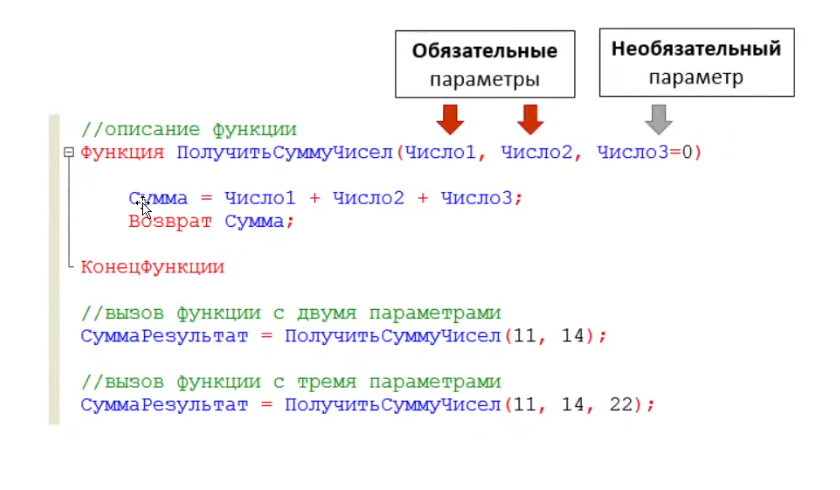 Обязательные
параметры
Необязательный
параметр
//описание функции
Функция ПолучитьСуммуЧисел(Число1, Число2, Число3=0)
Сумма = Число1 + Число2 + Число3;
Возврат Сумма;
КонецФункции
//вызов функции с двумя параметрами
СуммаРезультат = ПолучитьСуммуЧисел(11, 14);
//вызов функции с тремя параметрами
СуммаРезультат = ПолучитьСуммуЧисел(11, 14, 22);